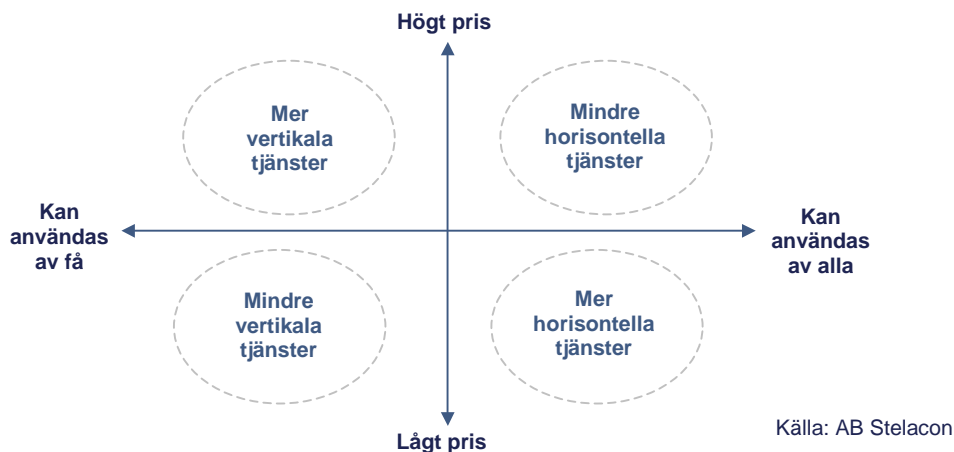 Högt pris
Mer
vertikala
tjänster
Mindre
horisontella
tjänster
Kan
användas
av få
Kan
användas
av alla
Mindre
vertikala
tjänster
Mer
horisontella
tjänster
Lågt pris
Källa: AB Stelacon